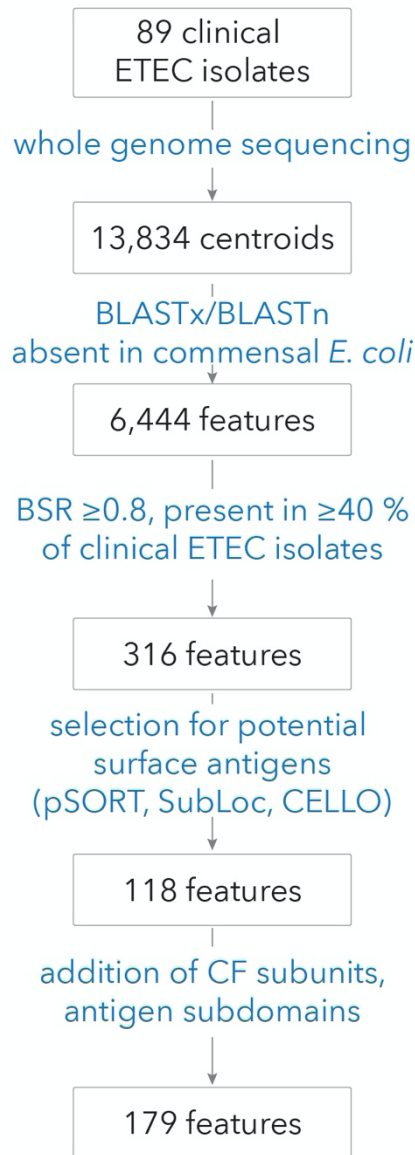 89 clinical
ETEC isolates
whole genome sequencing
13,834 centroids
BLASTx/BLASTn
absent in commensal E. coli
6,444 features
BSR ≥0.8, present in ≥40 %
of clinical ETEC isolates
316 features
selection for potential
surface antigens
(pSORT, SubLoc, CELLO)
118 features
addition of CF subunits,
antigen subdomains
179 features